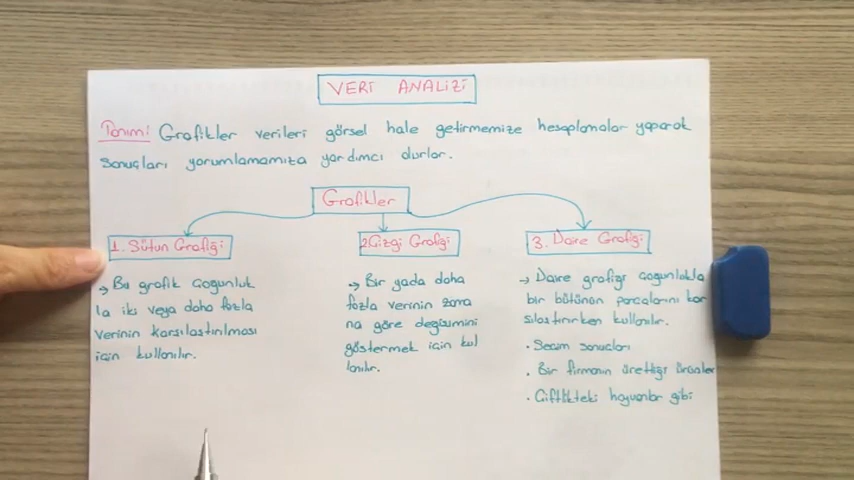 VERİ ANALİZİ
Tanım: Grafikler verileri görsel hale getirmemize hesaplamalar yaparak
sonuçları yorumlamamıza yardımcı olurlar.
Grafikler
1. Sütun Grafiği
→ Bu grafik çoğunluk
la iki veya daha fazla
verinin karşılaştırılması
için kullanılır.
2. Çizgi Grafiği
→ Bir yada daha
fazla verinin zama
na göre değişimini
göstermek için kul
lanılır.
3. Daire Grafiği
→ Daire grafiği çoğunlukla
bir bütünün parçalarını kar
şılaştırırken kullanılır.
. Seçim sonuçları
. Bir firmanın ürettiği ürünler
. Çiftlikteki hayvanlar gibi